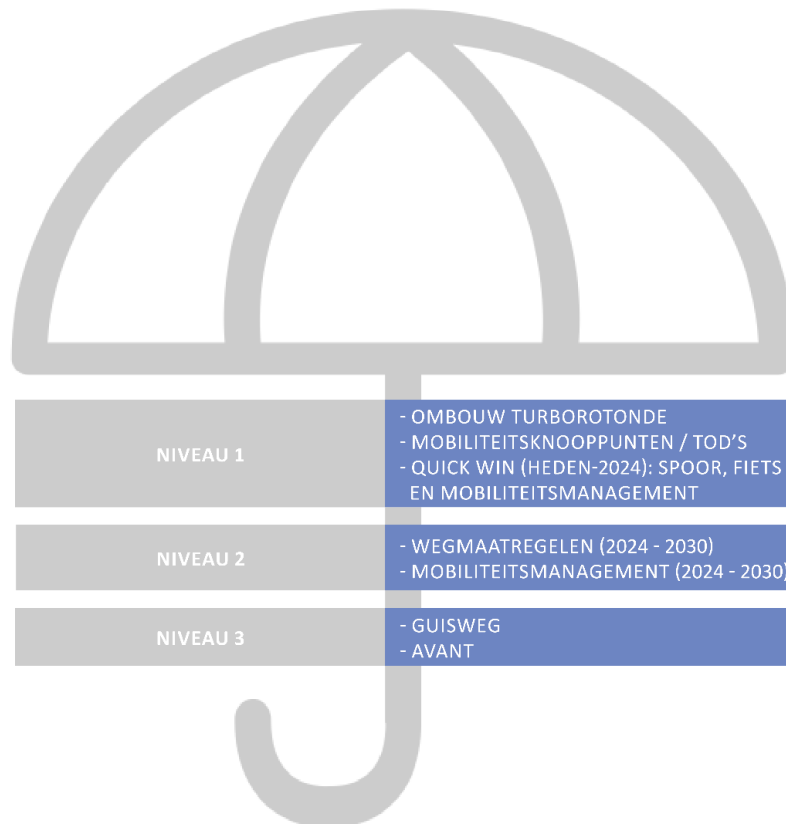 NIVEAU 1
- OMBOUW TURBOROTONDE
- MOBILITEITSKNOOPPUNTEN / TOD'S
- QUICK WIN (HEDEN-2024): SPOOR, FIETS
EN MOBILITEITSMANAGEMENT
NIVEAU 2
- WEGMAATREGELEN (2024 - 2030)
- MOBILITEITSMANAGEMENT (2024 - 2030)
NIVEAU 3
- GUISWEG
- AVANT